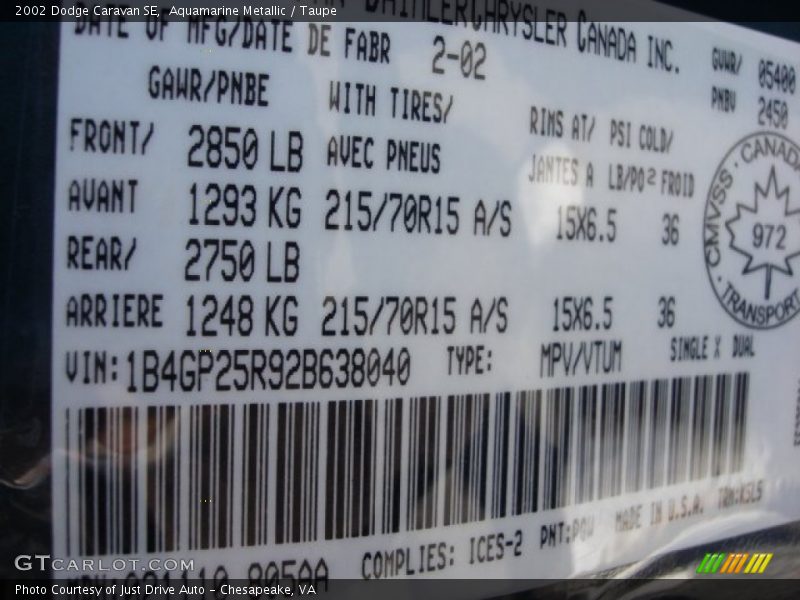 2002 Dodge Caravan SE, Aquamarine Metallic / Taupe
DAIMLERCHRYSLER CANADA INC.
DATE OF MFG/DATE DE FABR 2-02
GVWR/ 05400
PNBV 2450
GAWR/PNBE WITH TIRES/ RIMS AT/ PSI COLD/
FRONT/ 2850 LB AVEC PNEUS JANTES A LB/PO² FROID
AVANT 1293 KG 215/70R15 A/S 15X6.5 36
REAR/ 2750 LB
ARRIERE 1248 KG 215/70R15 A/S 15X6.5 36
CMVSS · CANADA
972
· TRANSPORT
VIN: 1B4GP25R92B638040 TYPE: MPV/VTUM SINGLE X DUAL
COMPLIES: ICES-2 PNT:PGW MADE IN U.S.A.
GTCARLOT.COM
Photo Courtesy of Just Drive Auto - Chesapeake, VA